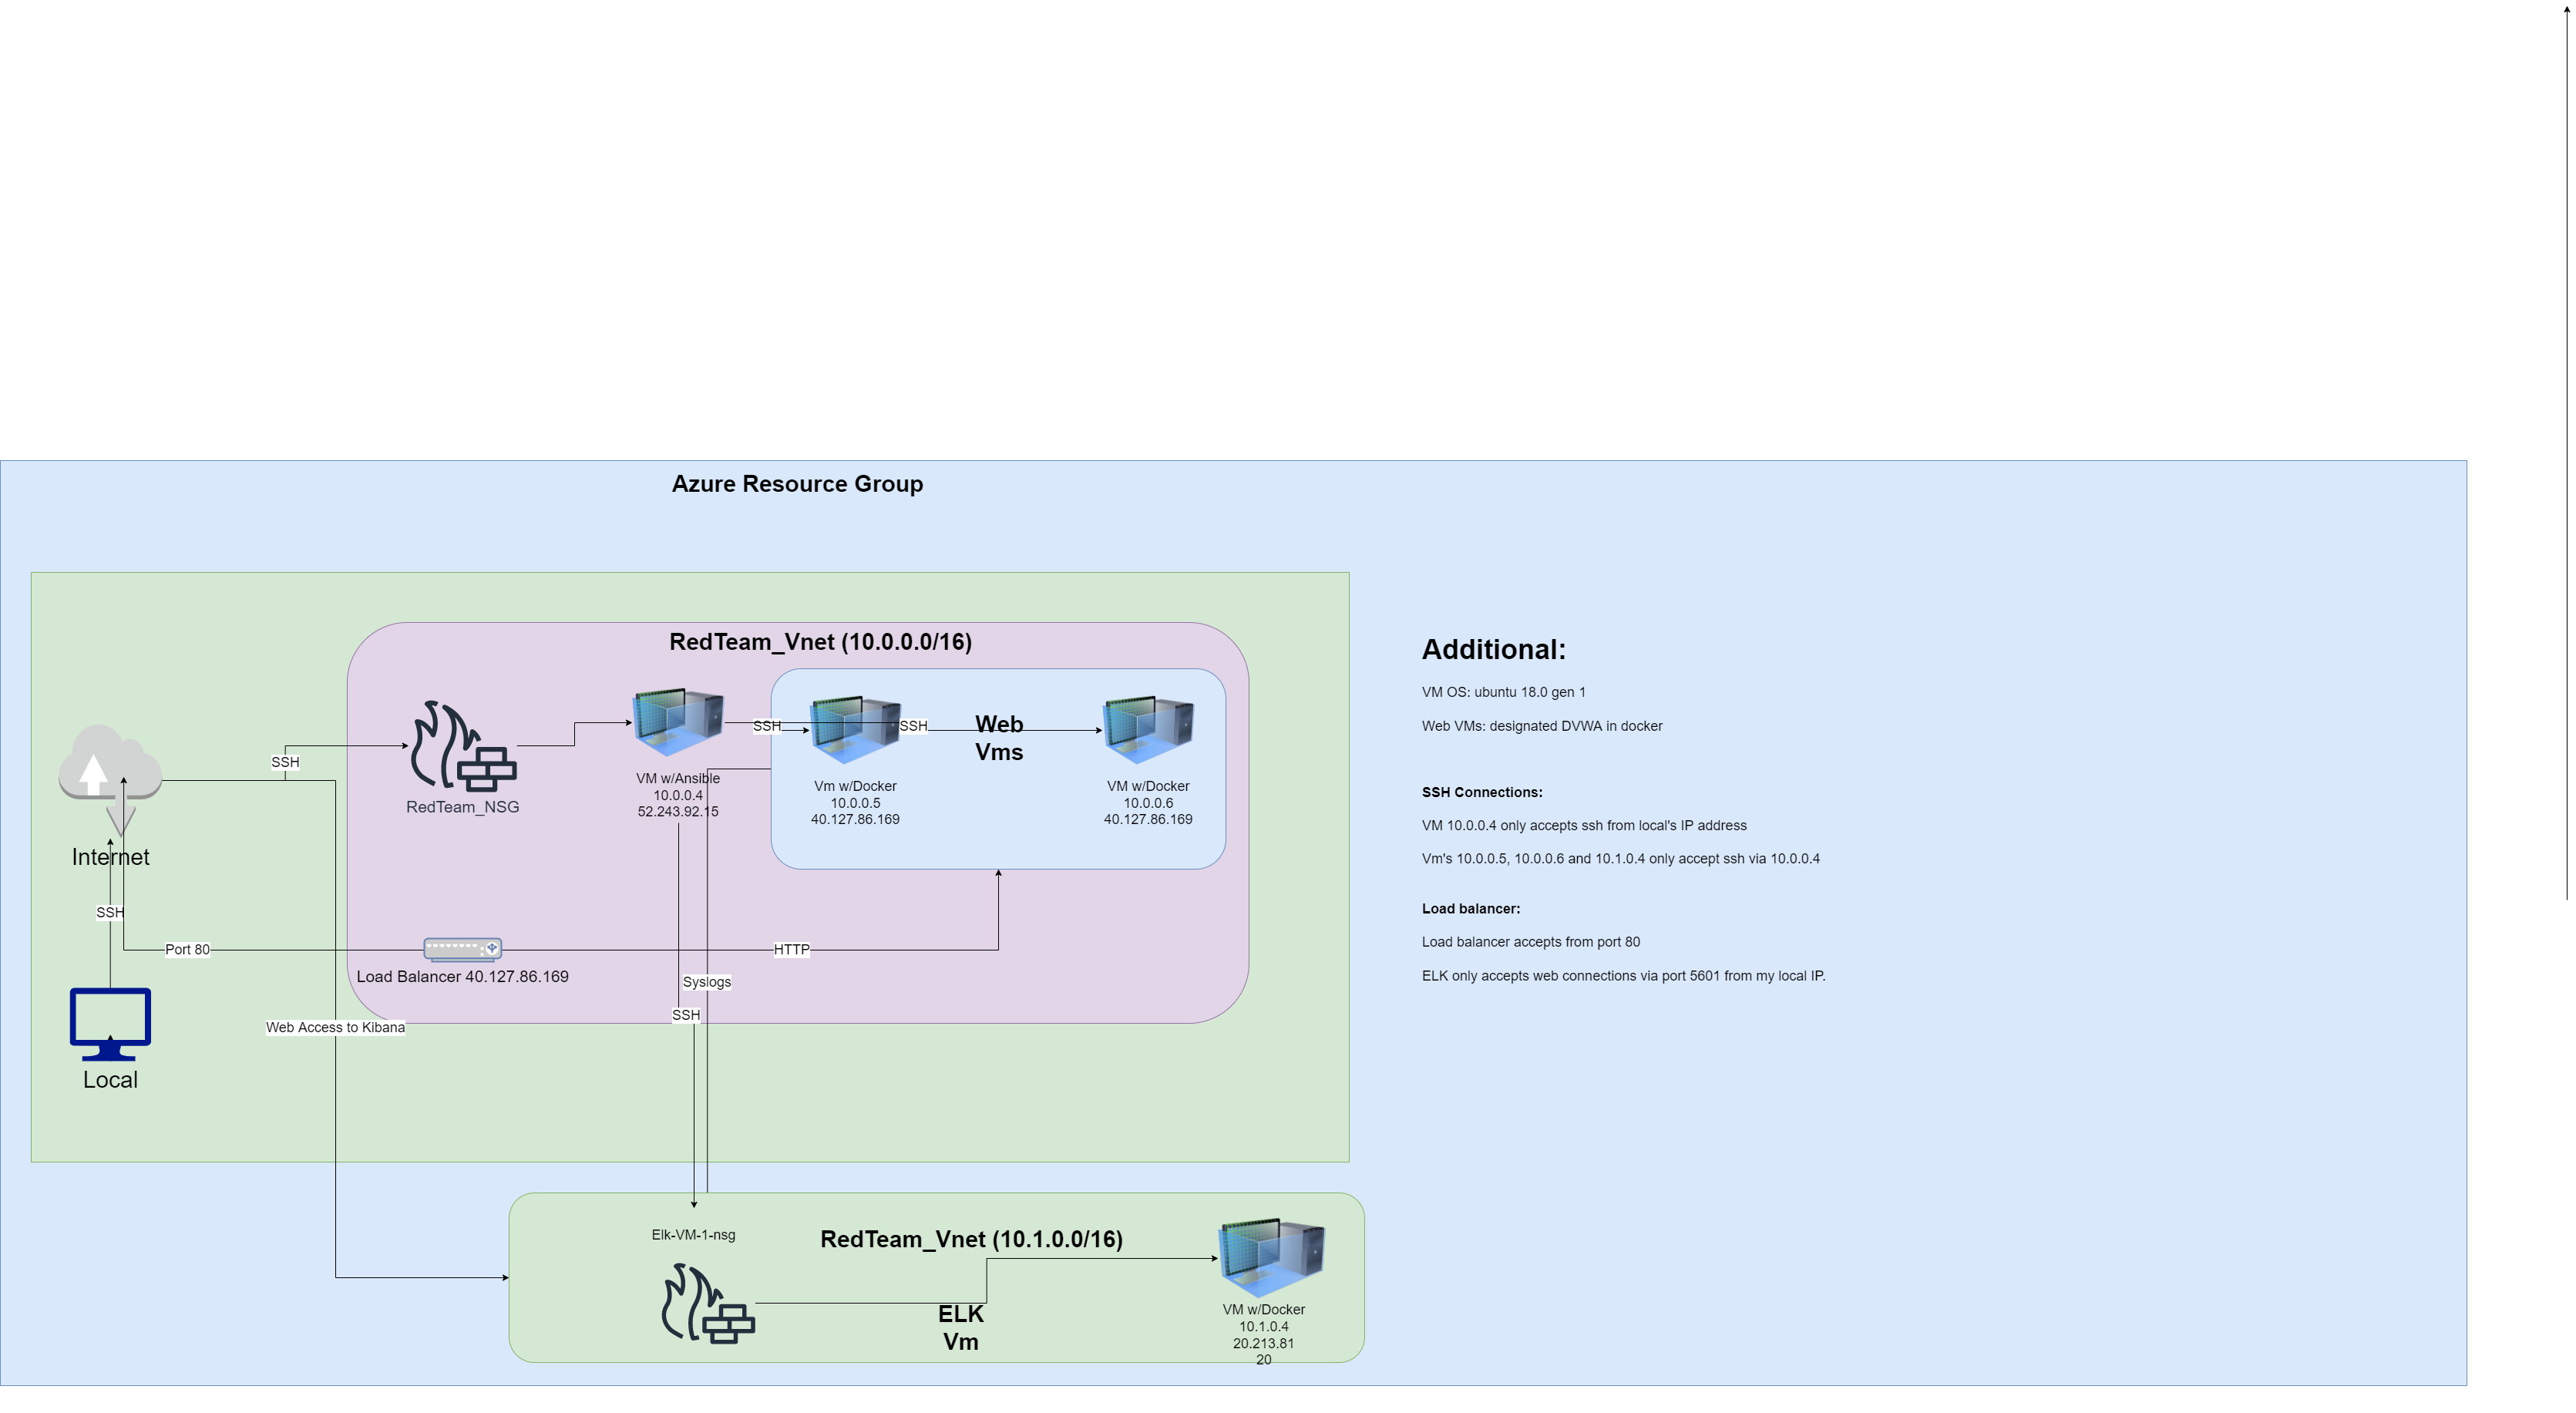 Azure Resource Group
RedTeam_Vnet (10.0.0.0/16)
SSH
RedTeam_NSG
VM w/Ansible
10.0.0.4
52.243.92.15
SSH
SSH
Web
Vms
Vm w/Docker
10.0.0.5
40.127.86.169
VM w/Docker
10.0.0.6
40.127.86.169
Internet
SSH
Port 80
HTTP
Load Balancer 40.127.86.169
Syslogs
SSH
Web Access to Kibana
Local
Elk-VM-1-nsg
RedTeam_Vnet (10.1.0.0/16)
ELK
Vm
VM w/Docker
10.1.0.4
20.213.81
20
Additional:
VM OS: ubuntu 18.0 gen 1
Web VMs: designated DVWA in docker
SSH Connections:
VM 10.0.0.4 only accepts ssh from local's IP address
Vm's 10.0.0.5, 10.0.0.6 and 10.1.0.4 only accept ssh via 10.0.0.4
Load balancer:
Load balancer accepts from port 80
ELK only accepts web connections via port 5601 from my local IP.